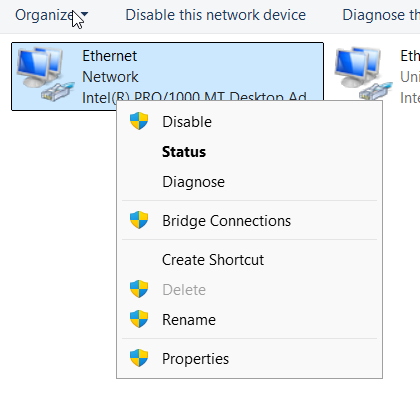 Organize Disable this network device Diagnose th
Ethernet
Network
Intel(R) PRO/1000 MT Desktop Ad
Eth
Uni
Inte
Disable
Status
Diagnose
Bridge Connections
Create Shortcut
Delete
Rename
Properties